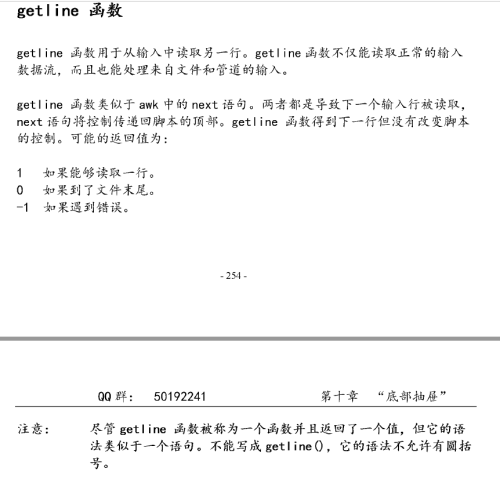 getline 函数
getline 函数用于从输入中读取另一行。getline函数不仅能读取正常的输入
数据流，而且也能处理来自文件和管道的输入。
getline 函数类似于 awk 中的 next 语句。两者都是导致下一个输入行被读取，
next 语句将控制传递回脚本的顶部。getline 函数得到下一行但没有改变脚本
的控制。可能的返回值为：
1 如果能够读取一行。
0 如果到了文件末尾。
-1 如果遇到错误。
- 254 -
QQ 群： 50192241 第十章 “底部抽屉”
注意： 尽管 getline 函数被称为一个函数并且返回了一个值，但它的语
法类似于一个语句。不能写成 getline()，它的语法不允许有圆括
号。